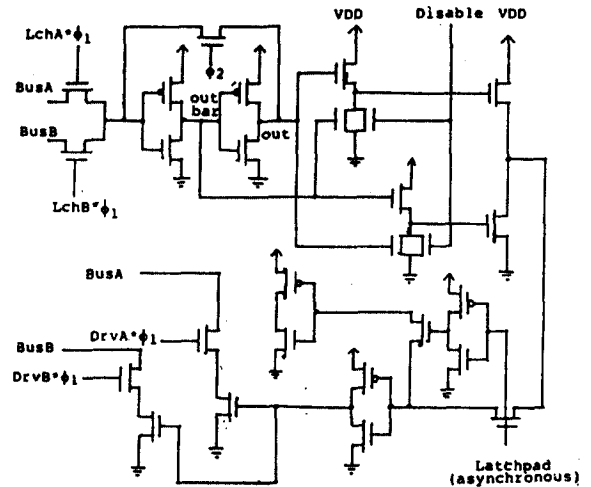 VDD
Disable VDD
LchA*ϕ1
BusA
ϕ2
out
bar
out
BusB
LchB*ϕ1
BusA
DrvA*ϕ1
BusB
DrvB*ϕ1
Latchpad
(asynchronous)